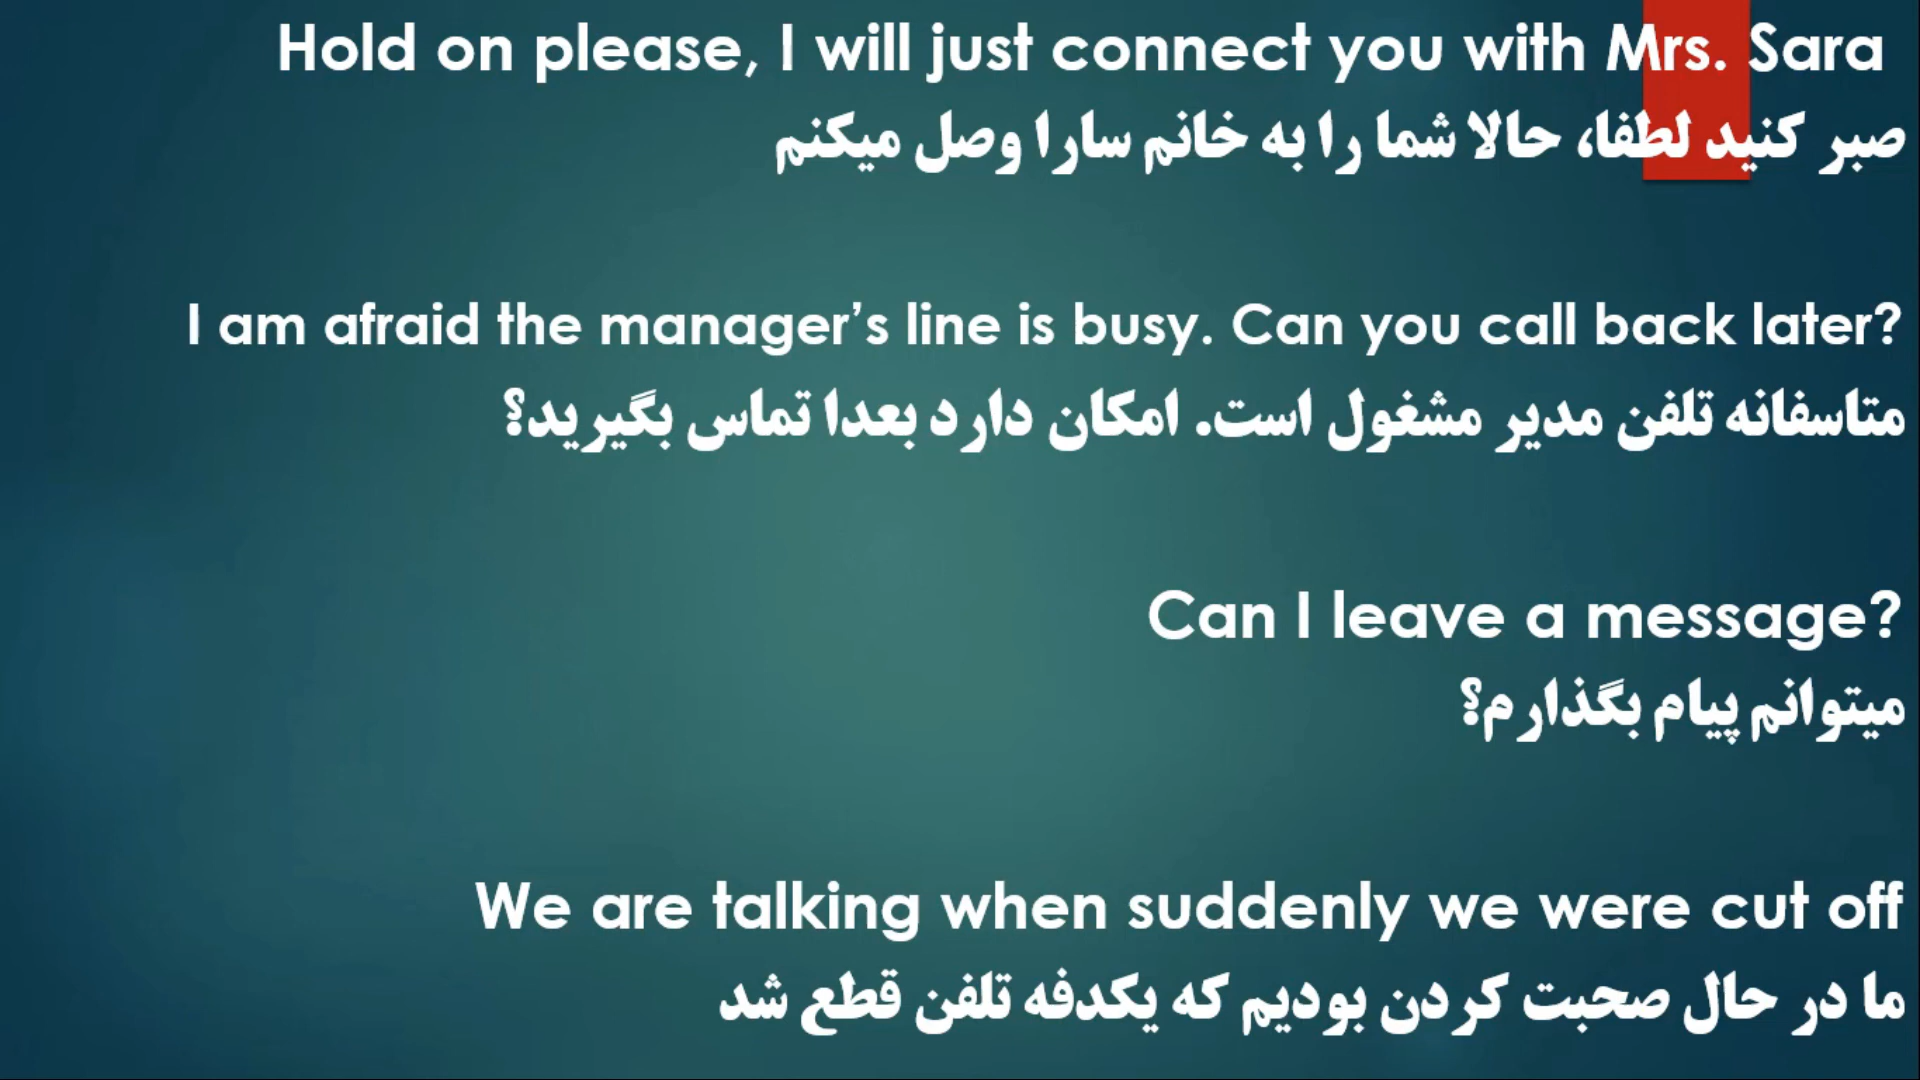 Hold on please, I will just connect you with Mrs. Sara
صبر کنید لطفا، حالا شما را به خانم سارا وصل میکنم
I am afraid the manager’s line is busy. Can you call back later?
متاسفانه تلفن مدیر مشغول است. امکان دارد بعدا تماس بگیرید؟
Can I leave a message?
میتوانم پیام بگذارم؟
We are talking when suddenly we were cut off
ما در حال صحبت کردن بودیم که یکدفه تلفن قطع شد